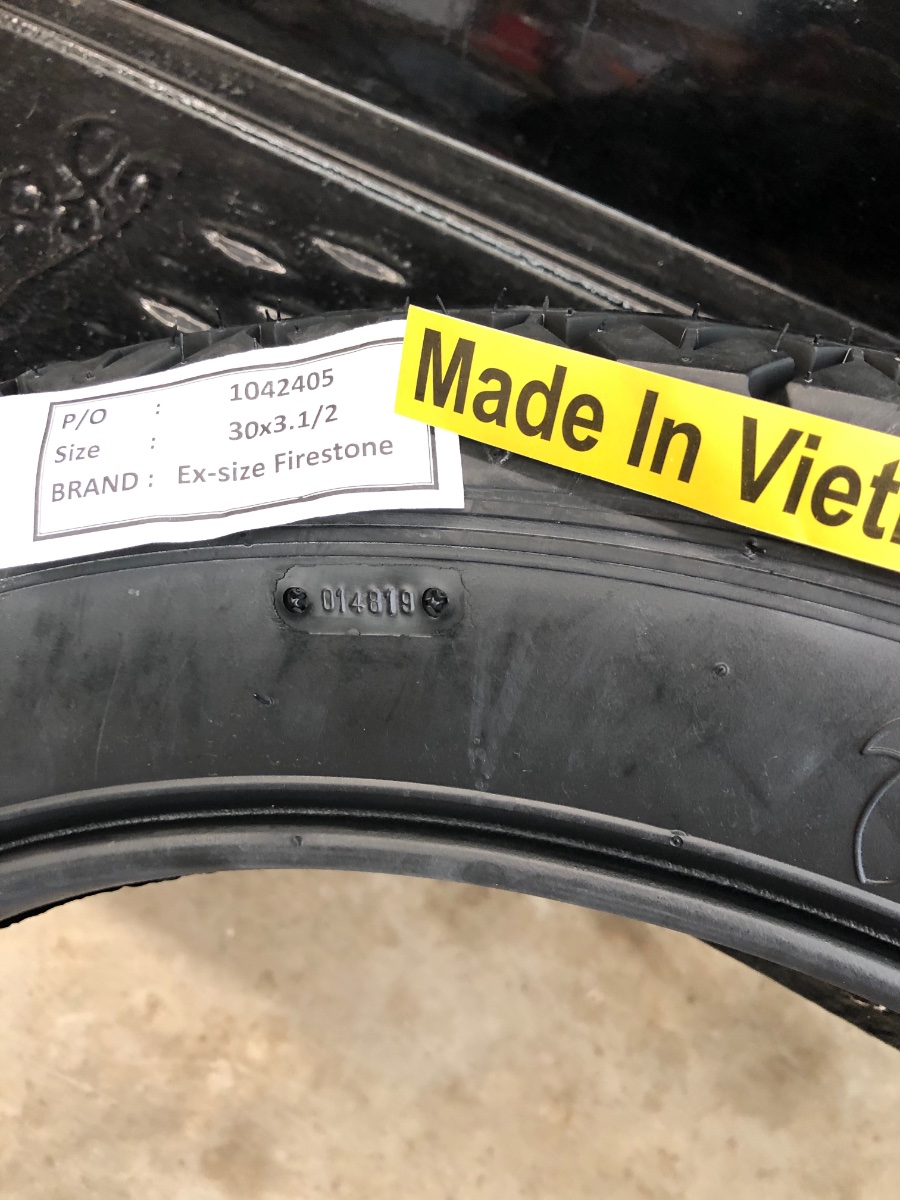 P/O : 1042405
Size : 30x3.1/2
BRAND : Ex-size Firestone
Made In Viet
014819